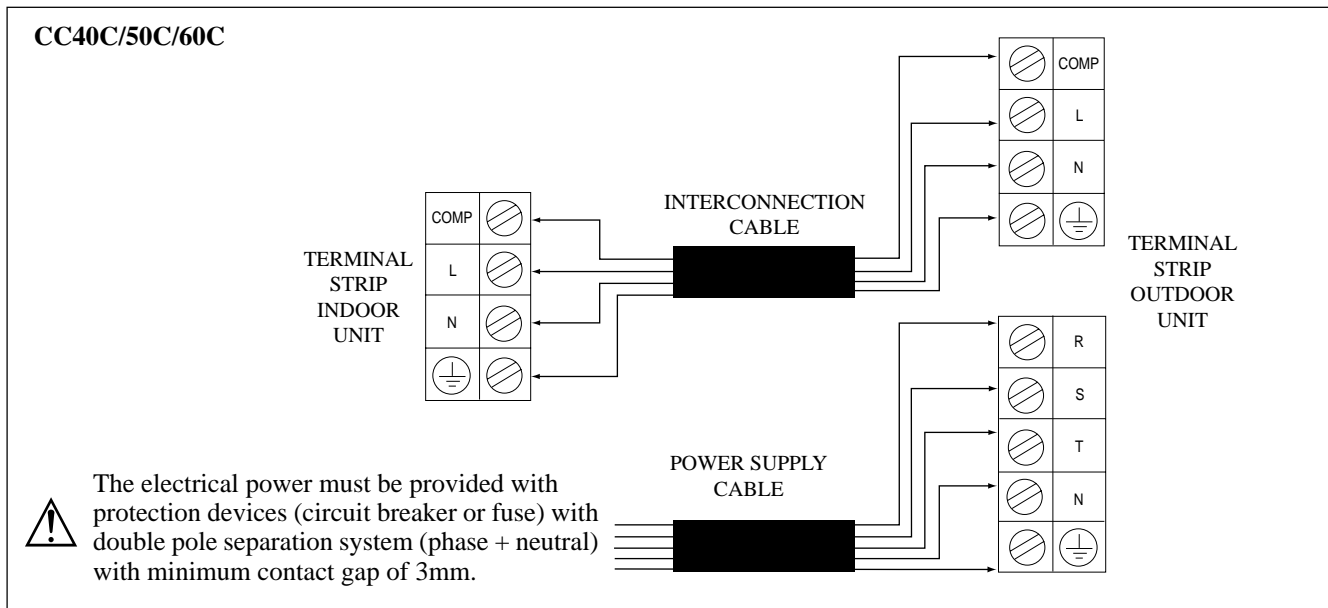 CC40C/50C/60C
COMP
L
N
TERMINAL
STRIP
INDOOR
UNIT
INTERCONNECTION
CABLE
COMP
L
N
TERMINAL
STRIP
OUTDOOR
UNIT
R
S
T
N
POWER SUPPLY
CABLE
The electrical power must be provided with
protection devices (circuit breaker or fuse) with
double pole separation system (phase + neutral)
with minimum contact gap of 3mm.